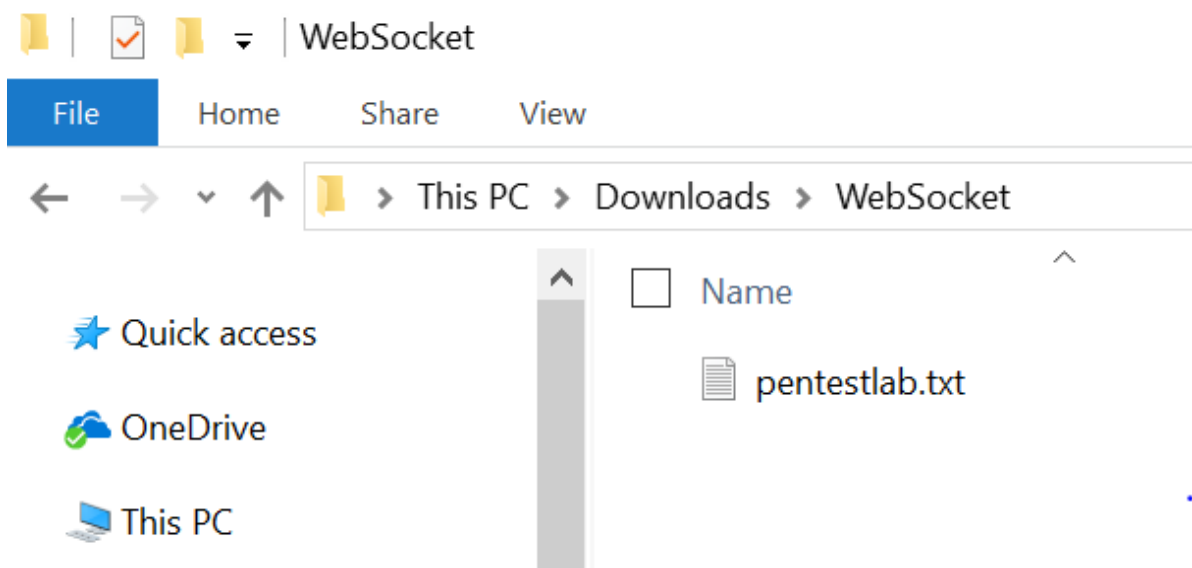 WebSocket
File Home Share View
This PC Downloads WebSocket
Name
Quick access
pentestlab.txt
OneDrive
This PC